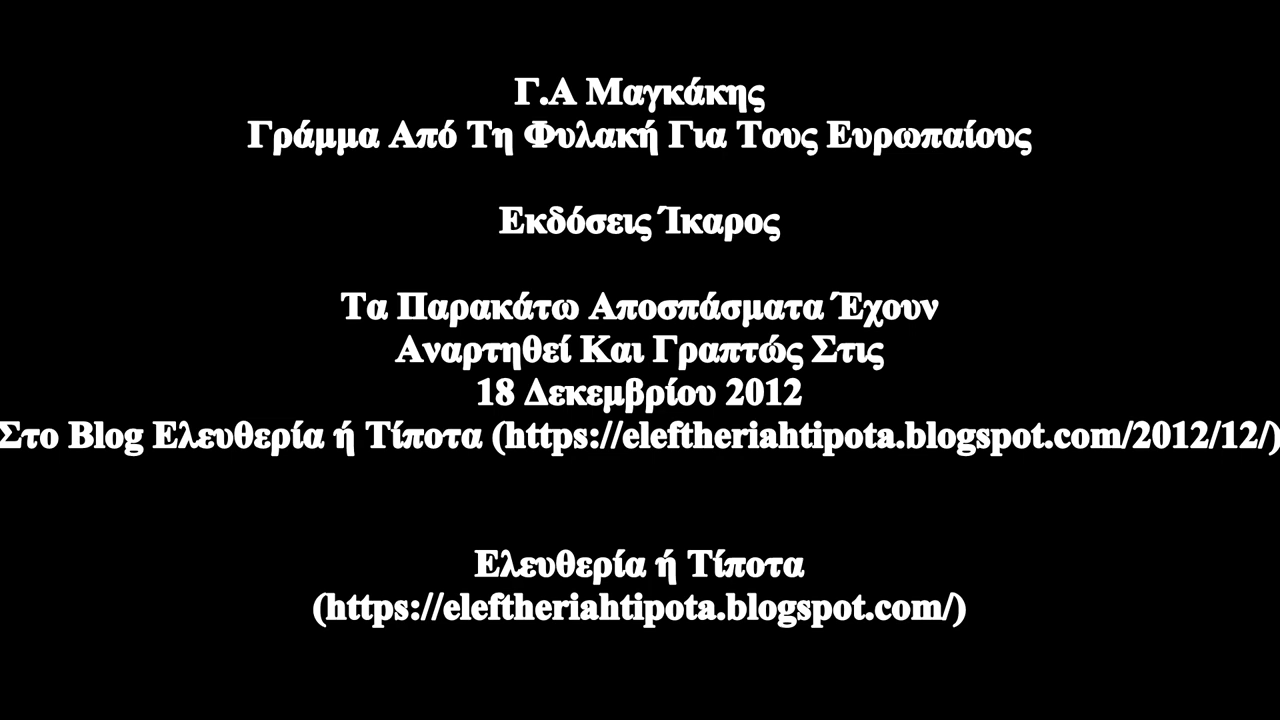 Γ.Α Μαγκάκης
Γράμμα Από Τη Φυλακή Για Τους Ευρωπαίους
Εκδόσεις Ίκαρος
Τα Παρακάτω Αποσπάσματα Έχουν
Αναρτηθεί Και Γραπτώς Στις
18 Δεκεμβρίου 2012
Στο Blog Ελευθερία ή Τίποτα (https://eleftheriahtipota.blogspot.com/2012/12/)
Ελευθερία ή Τίποτα
(https://eleftheriahtipota.blogspot.com/)